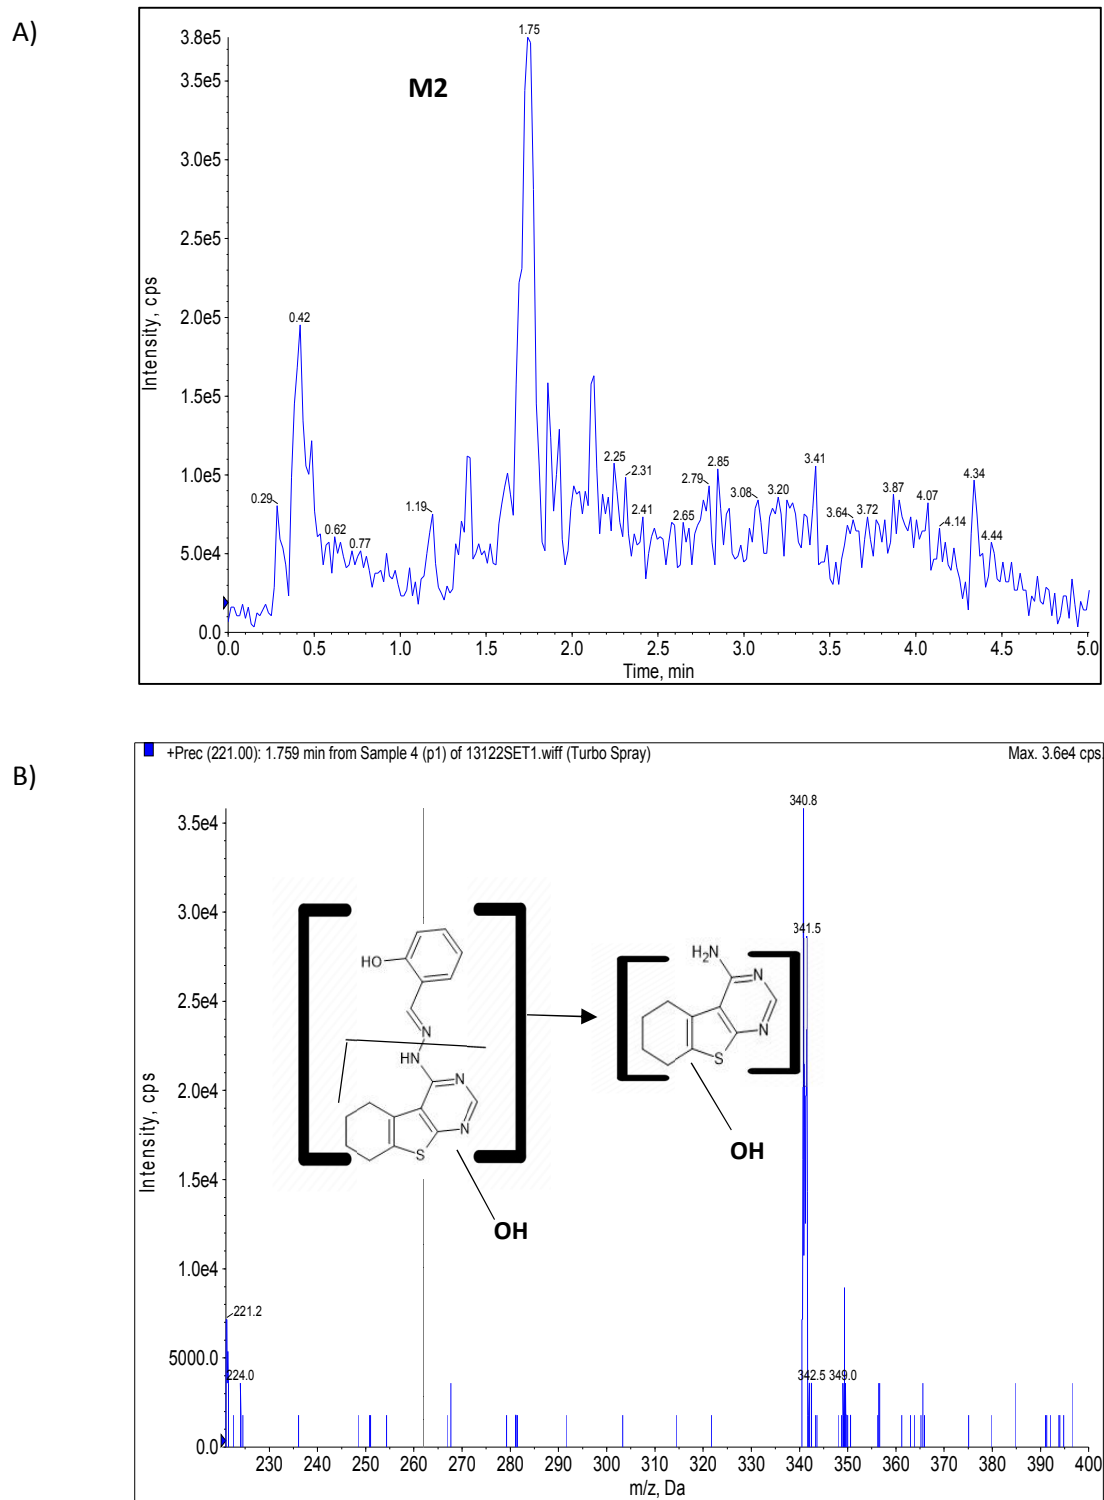 A)
M2
Intensity, cps
3.8e5
3.5e5
3.0e5
2.5e5
2.0e5
1.5e5
1.0e5
5.0e4
0.0
0.29
0.42
0.62
0.77
1.19
1.75
2.25
2.31
2.41
2.65
2.79
2.85
3.08
3.20
3.41
3.64
3.72
3.87
4.07
4.14
4.34
4.44
0.0 0.5 1.0 1.5 2.0 2.5 3.0 3.5 4.0 4.5 5.0
Time, min
B)
+Prec (221.00): 1.759 min from Sample 4 (p1) of 13122SET1.wiff (Turbo Spray)
Max. 3.6e4 cps.
Intensity, cps
3.5e4
3.0e4
2.5e4
2.0e4
1.5e4
1.0e4
5000.0
0.0
340.8
341.5
221.2
224.0
342.5
349.0
HO
N
HN
N
N
S
OH
H2N
N
N
S
OH
230 240 250 260 270 280 290 300 310 320 330 340 350 360 370 380 390 400
m/z, Da